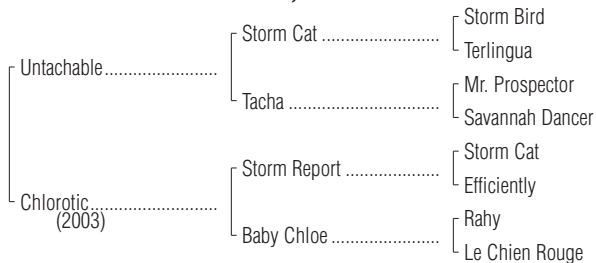 Storm Bird
Storm Cat
Terlingua
Untachable
Mr. Prospector
Tacha
Savannah Dancer
Storm Cat
Storm Report
Efficiently
Chlorotic
(2003)
Rahy
Baby Chloe
Le Chien Rouge